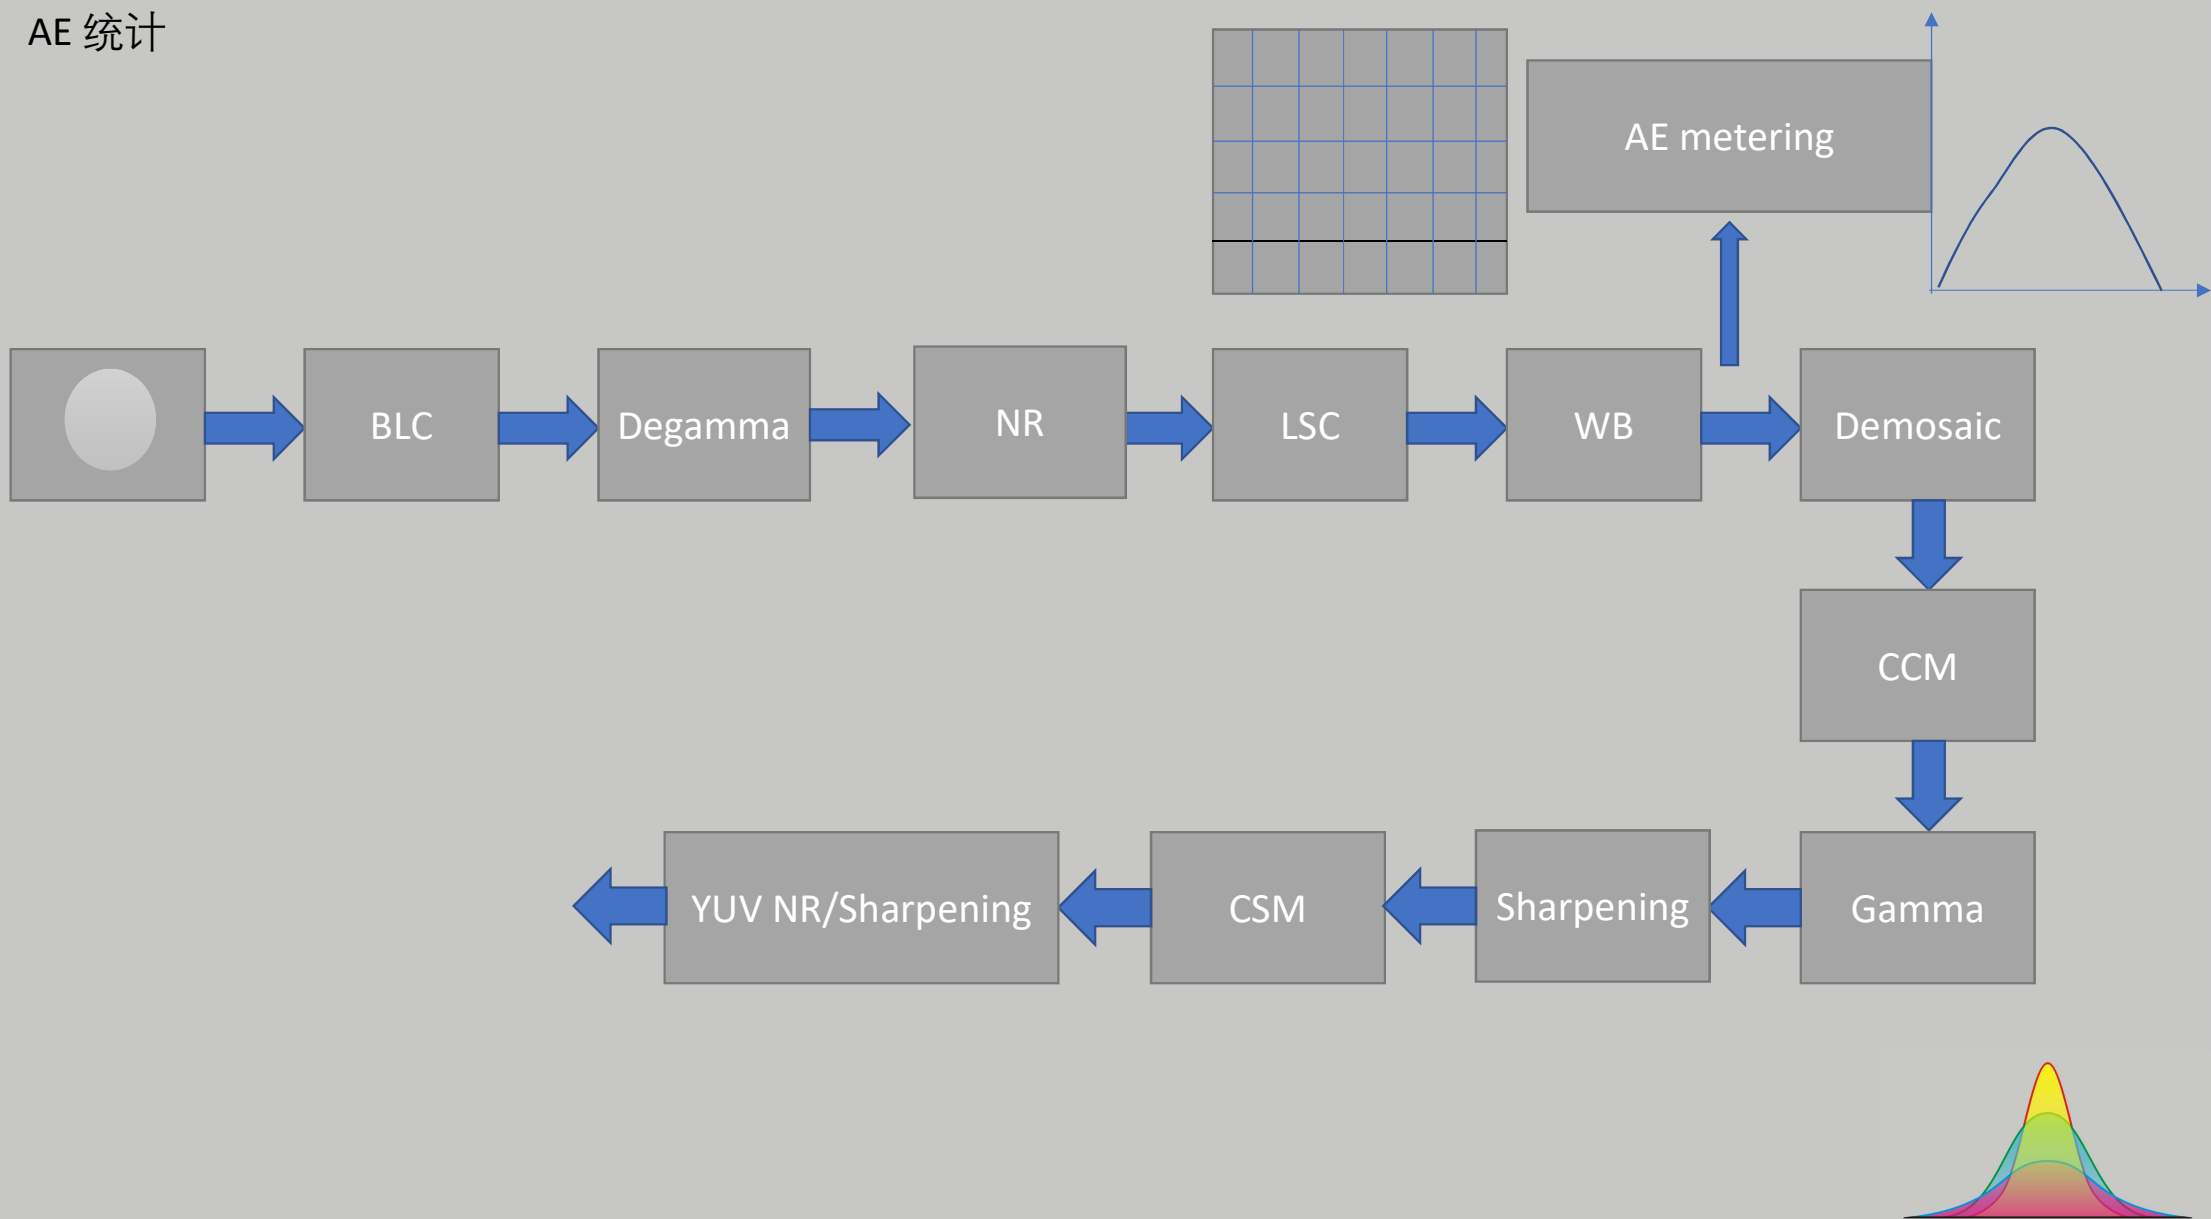 AE 统计
AE metering
BLC
Degamma
NR
LSC
WB
Demosaic
CCM
YUV NR/Sharpening
CSM
Sharpening
Gamma